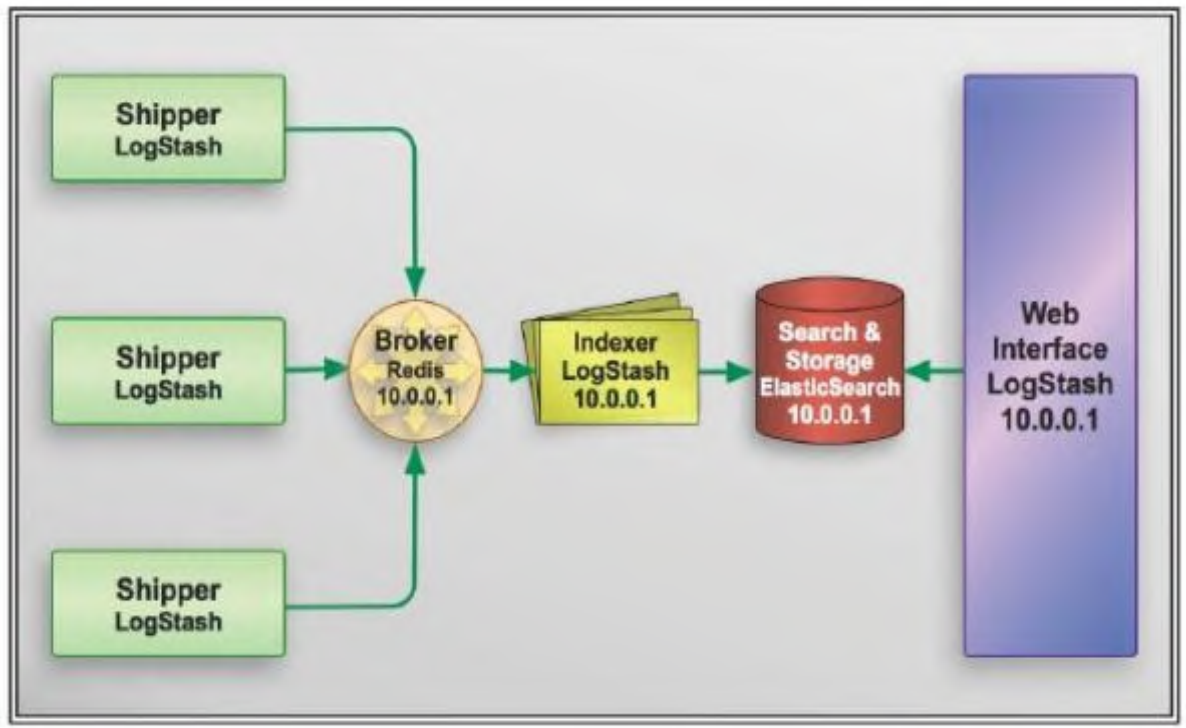 Shipper
LogStash
Shipper
LogStash
Shipper
LogStash
Broker
Redis
10.0.0.1
Indexer
LogStash
10.0.0.1
Search &
Storage
ElasticSearch
10.0.0.1
Web
Interface
LogStash
10.0.0.1